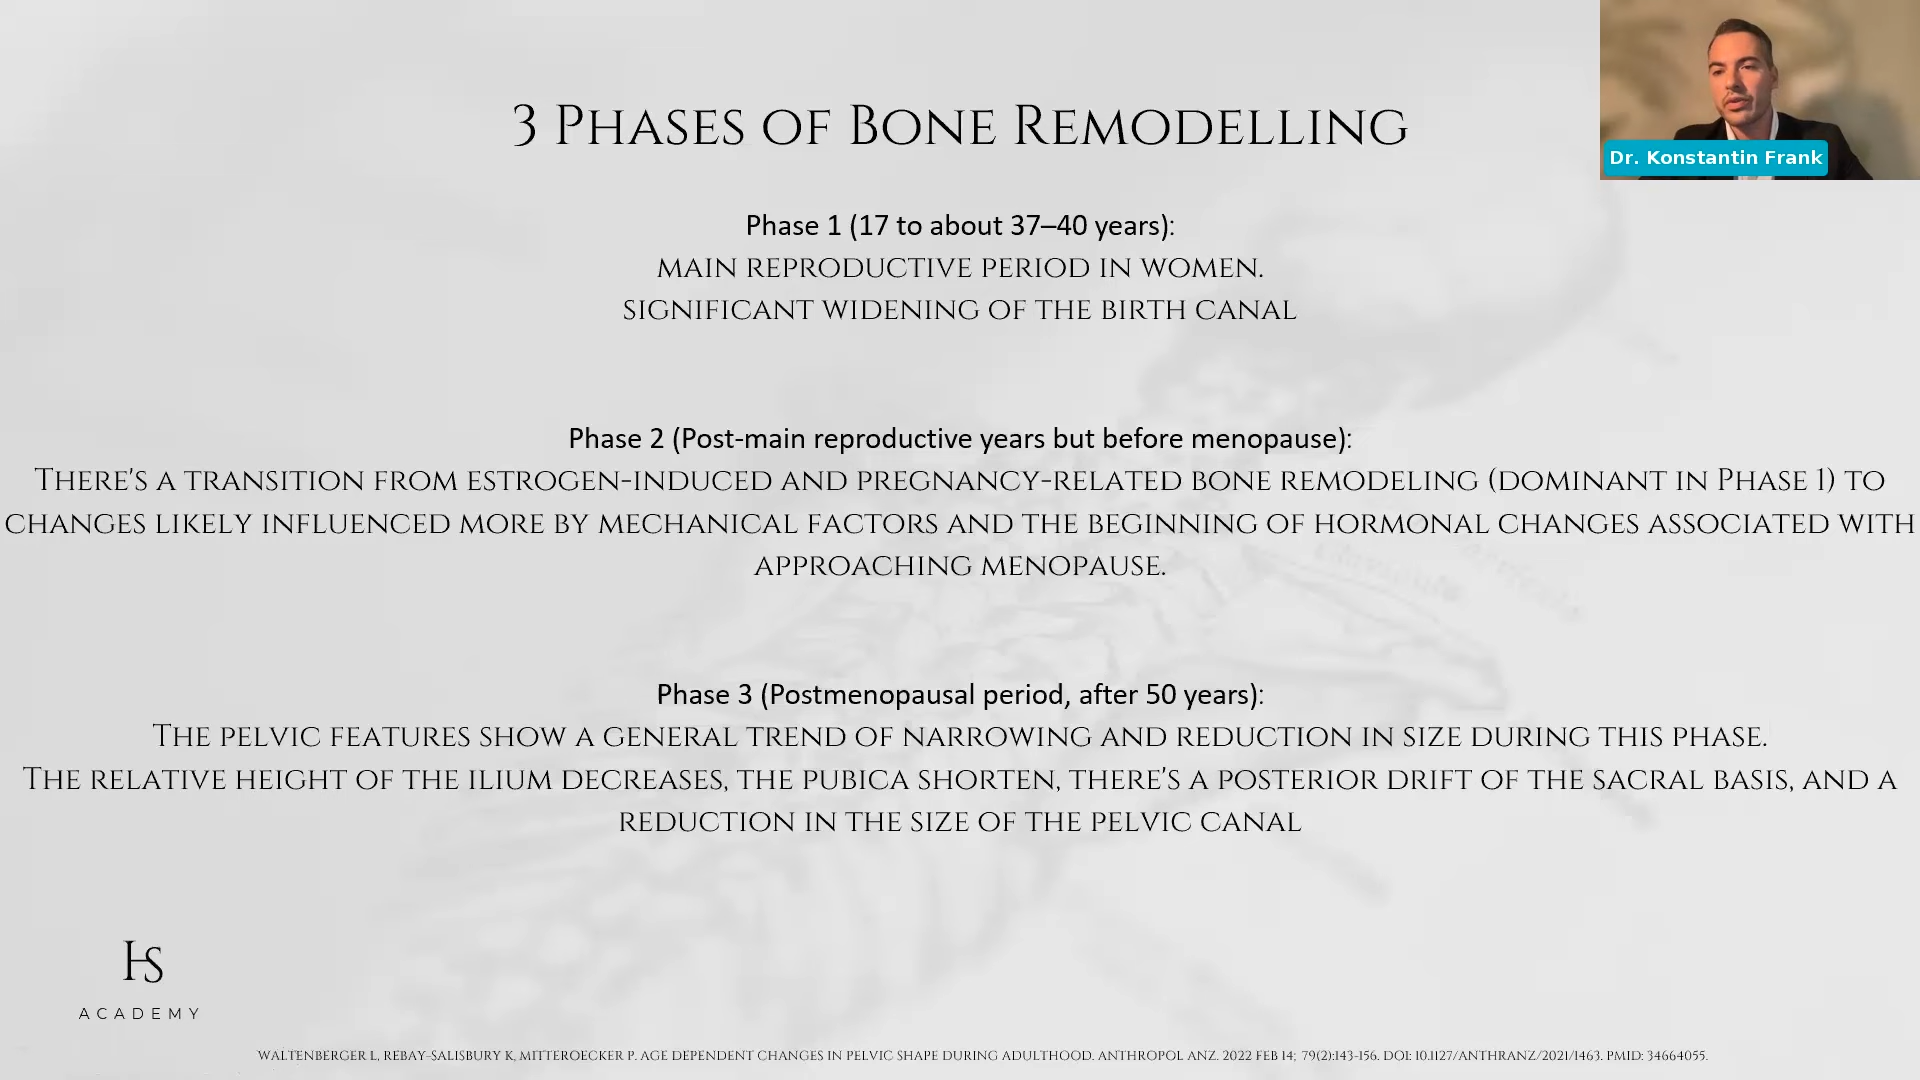 3 Phases of Bone Remodelling
Dr. Konstantin Frank
Phase 1 (17 to about 37–40 years):
main reproductive period in women.
significant widening of the birth canal
Phase 2 (Post-main reproductive years but before menopause):
There's a transition from estrogen-induced and pregnancy-related bone remodeling (dominant in Phase 1) to
changes likely influenced more by mechanical factors and the beginning of hormonal changes associated with
approaching menopause.
Phase 3 (Postmenopausal period, after 50 years):
The pelvic features show a general trend of narrowing and reduction in size during this phase.
The relative height of the ilium decreases, the pubica shorten, there's a posterior drift of the sacral basis, and a
reduction in the size of the pelvic canal
HS
ACADEMY
Waltenberger L, Rebay-Salisbury K, Mitteroecker P. Age dependent changes in pelvic shape during adulthood. Anthropol Anz. 2022 Feb 14; 79(2):143-156. doi: 10.1127/anthranz/2021/1463. PMID: 34664055.